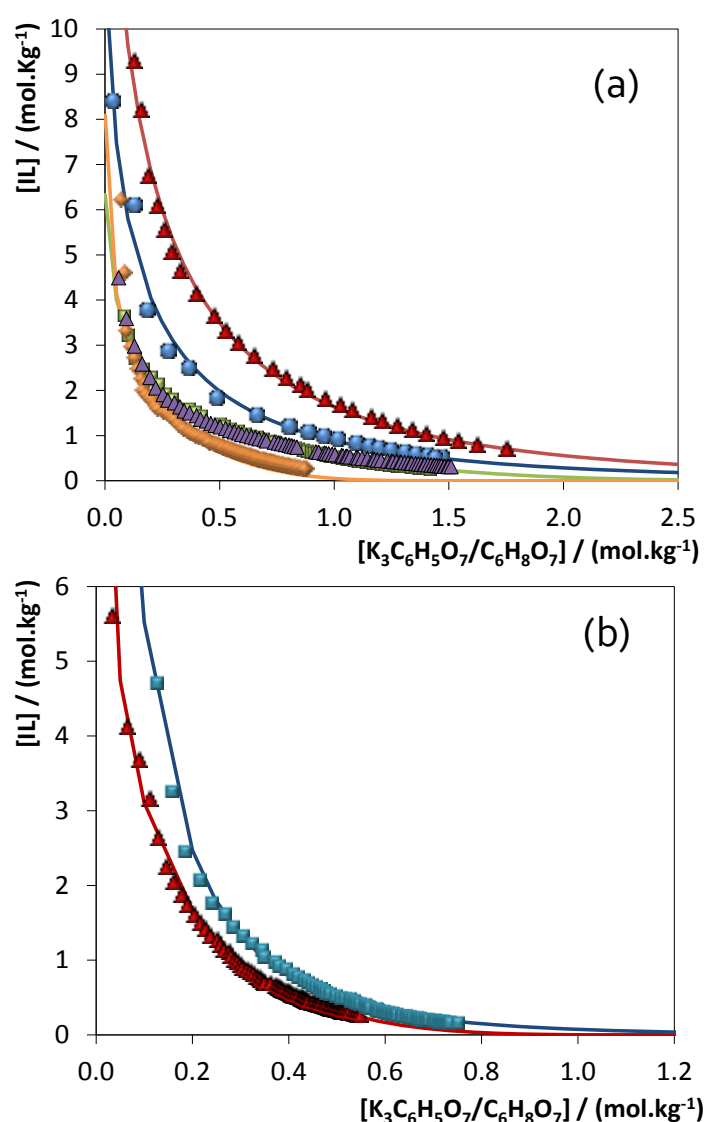 (a)
[IL] / (mol.Kg⁻¹)
10
9
8
7
6
5
4
3
2
1
0
0.0 0.5 1.0 1.5 2.0 2.5
[K₃C₆H₅O₇/C₆H₈O₇] / (mol.kg⁻¹)
(b)
[IL] / (mol.kg⁻¹)
6
5
4
3
2
1
0
0.0 0.2 0.4 0.6 0.8 1.0 1.2
[K₃C₆H₅O₇/C₆H₈O₇] / (mol.kg⁻¹)